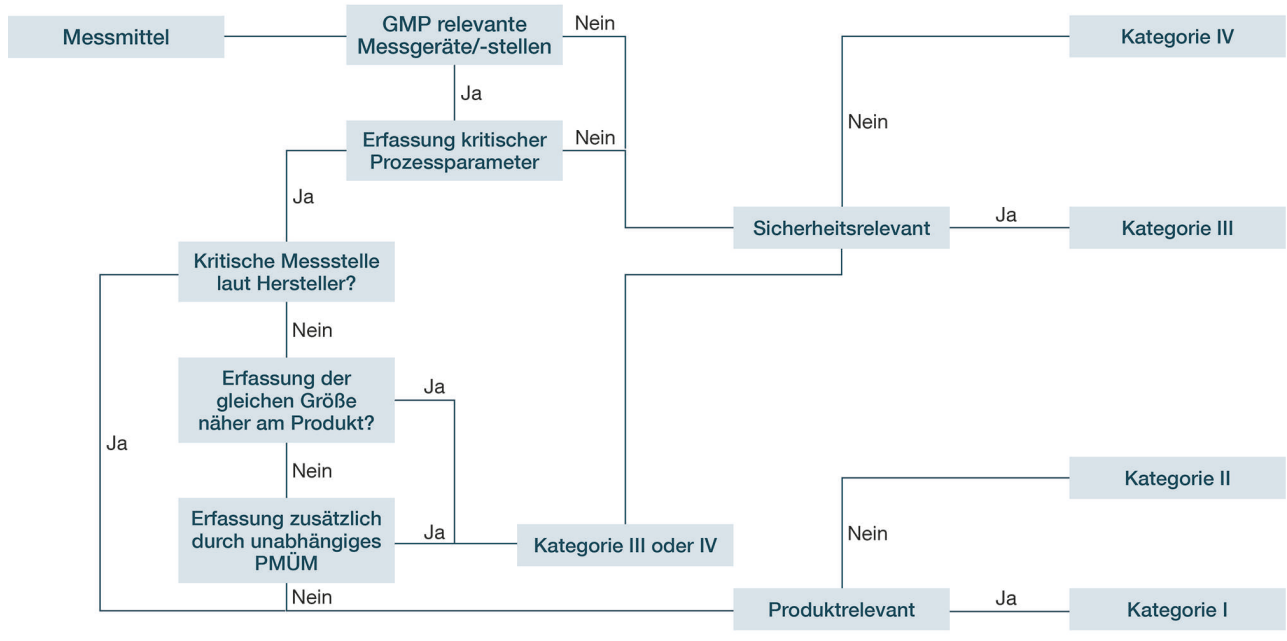 Messmittel
GMP relevante
Messgeräte/-stellen
Nein
Kategorie IV
Ja
Nein
Erfassung kritischer
Prozessparameter
Nein
Ja
Sicherheitsrelevant
Ja
Kategorie III
Kritische Messstelle
laut Hersteller?
Nein
Erfassung der
gleichen Größe
näher am Produkt?
Ja
Ja
Nein
Kategorie II
Erfassung zusätzlich
durch unabhängiges
PMÜM
Ja
Kategorie III oder IV
Nein
Nein
Produktrelevant
Ja
Kategorie I